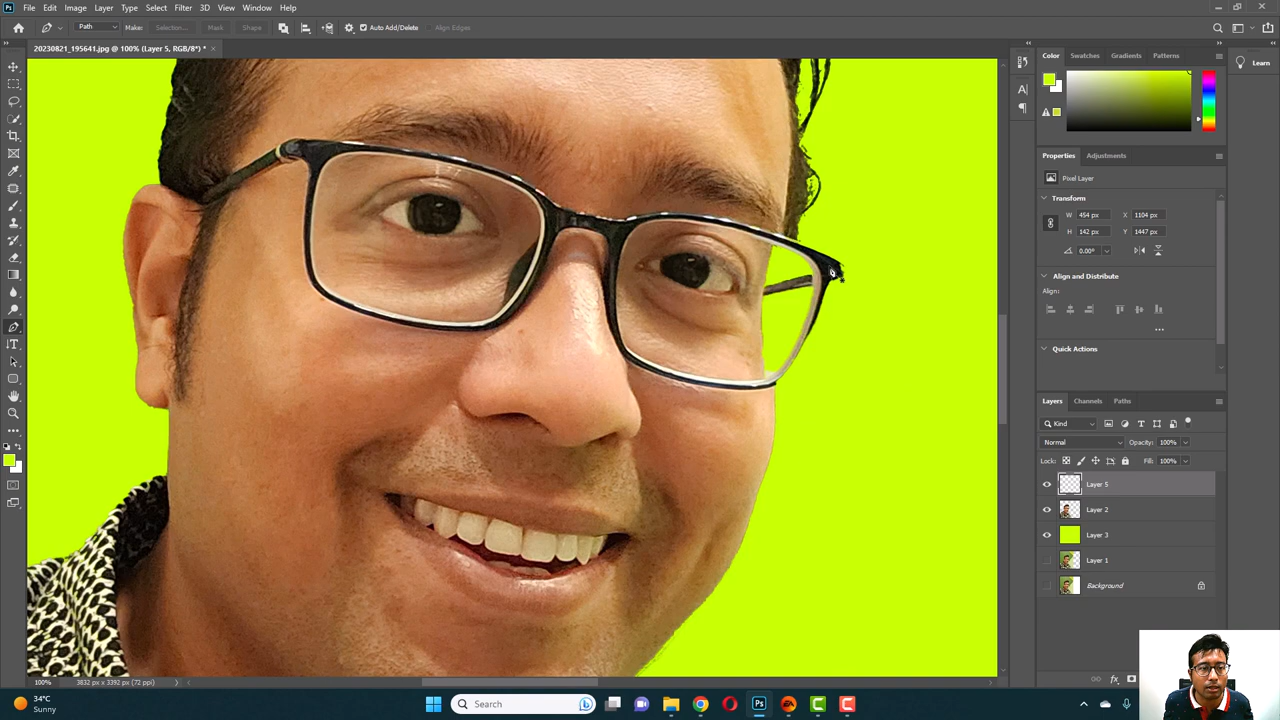 Ps File Edit Image Layer Type Select Filter 3D View Window Help
Path Make: Selection... Mask Shape Auto Add/Delete Align Edges
20230821_195641.jpg @ 100% (Layer 5, RGB/8*) *
Color Swatches Gradients Patterns
Learn
Properties Adjustments
Pixel Layer
Transform
W 454 px X 1104 px
H 142 px Y 1447 px
0.00°
Align and Distribute
Align:
Quick Actions
Layers Channels Paths
Kind
Normal Opacity: 100%
Lock: Fill: 100%
Layer 5
Layer 2
Layer 3
Layer 1
Background
100% 3832 px x 3392 px (72 ppi)
34°C
Sunny
Search